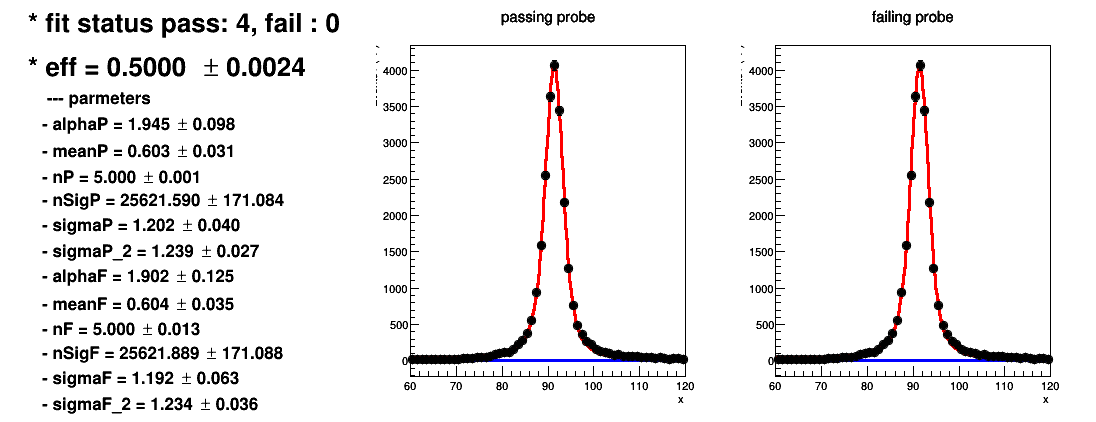 * fit status pass: 4, fail : 0
* eff = 0.5000 ± 0.0024
--- parmeters
- alphaP = 1.945 ± 0.098
- meanP = 0.603 ± 0.031
- nP = 5.000 ± 0.001
- nSigP = 25621.590 ± 171.084
- sigmaP = 1.202 ± 0.040
- sigmaP_2 = 1.239 ± 0.027
- alphaF = 1.902 ± 0.125
- meanF = 0.604 ± 0.035
- nF = 5.000 ± 0.013
- nSigF = 25621.889 ± 171.088
- sigmaF = 1.192 ± 0.063
- sigmaF_2 = 1.234 ± 0.036
passing probe
4000
3500
3000
2500
2000
1500
1000
500
0
60 70 80 90 100 110 120
x
failing probe
4000
3500
3000
2500
2000
1500
1000
500
0
60 70 80 90 100 110 120
x